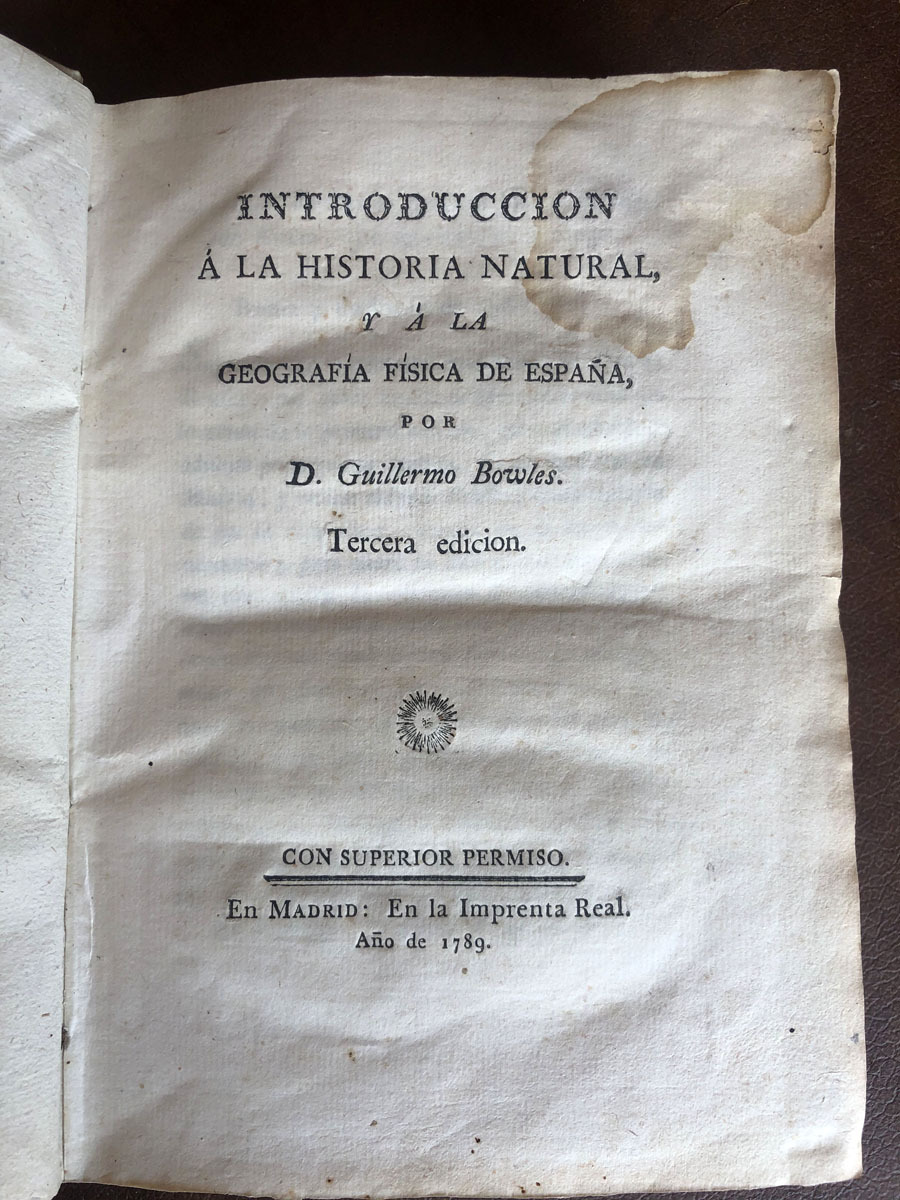 INTRODUCCION
Á LA HISTORIA NATURAL,
Y Á LA
GEOGRAFÍA FÍSICA DE ESPAÑA,
POR
D. Guillermo Bowles.
Tercera edicion.
CON SUPERIOR PERMISO.
En MADRID: En la Imprenta Real.
Año de 1789.